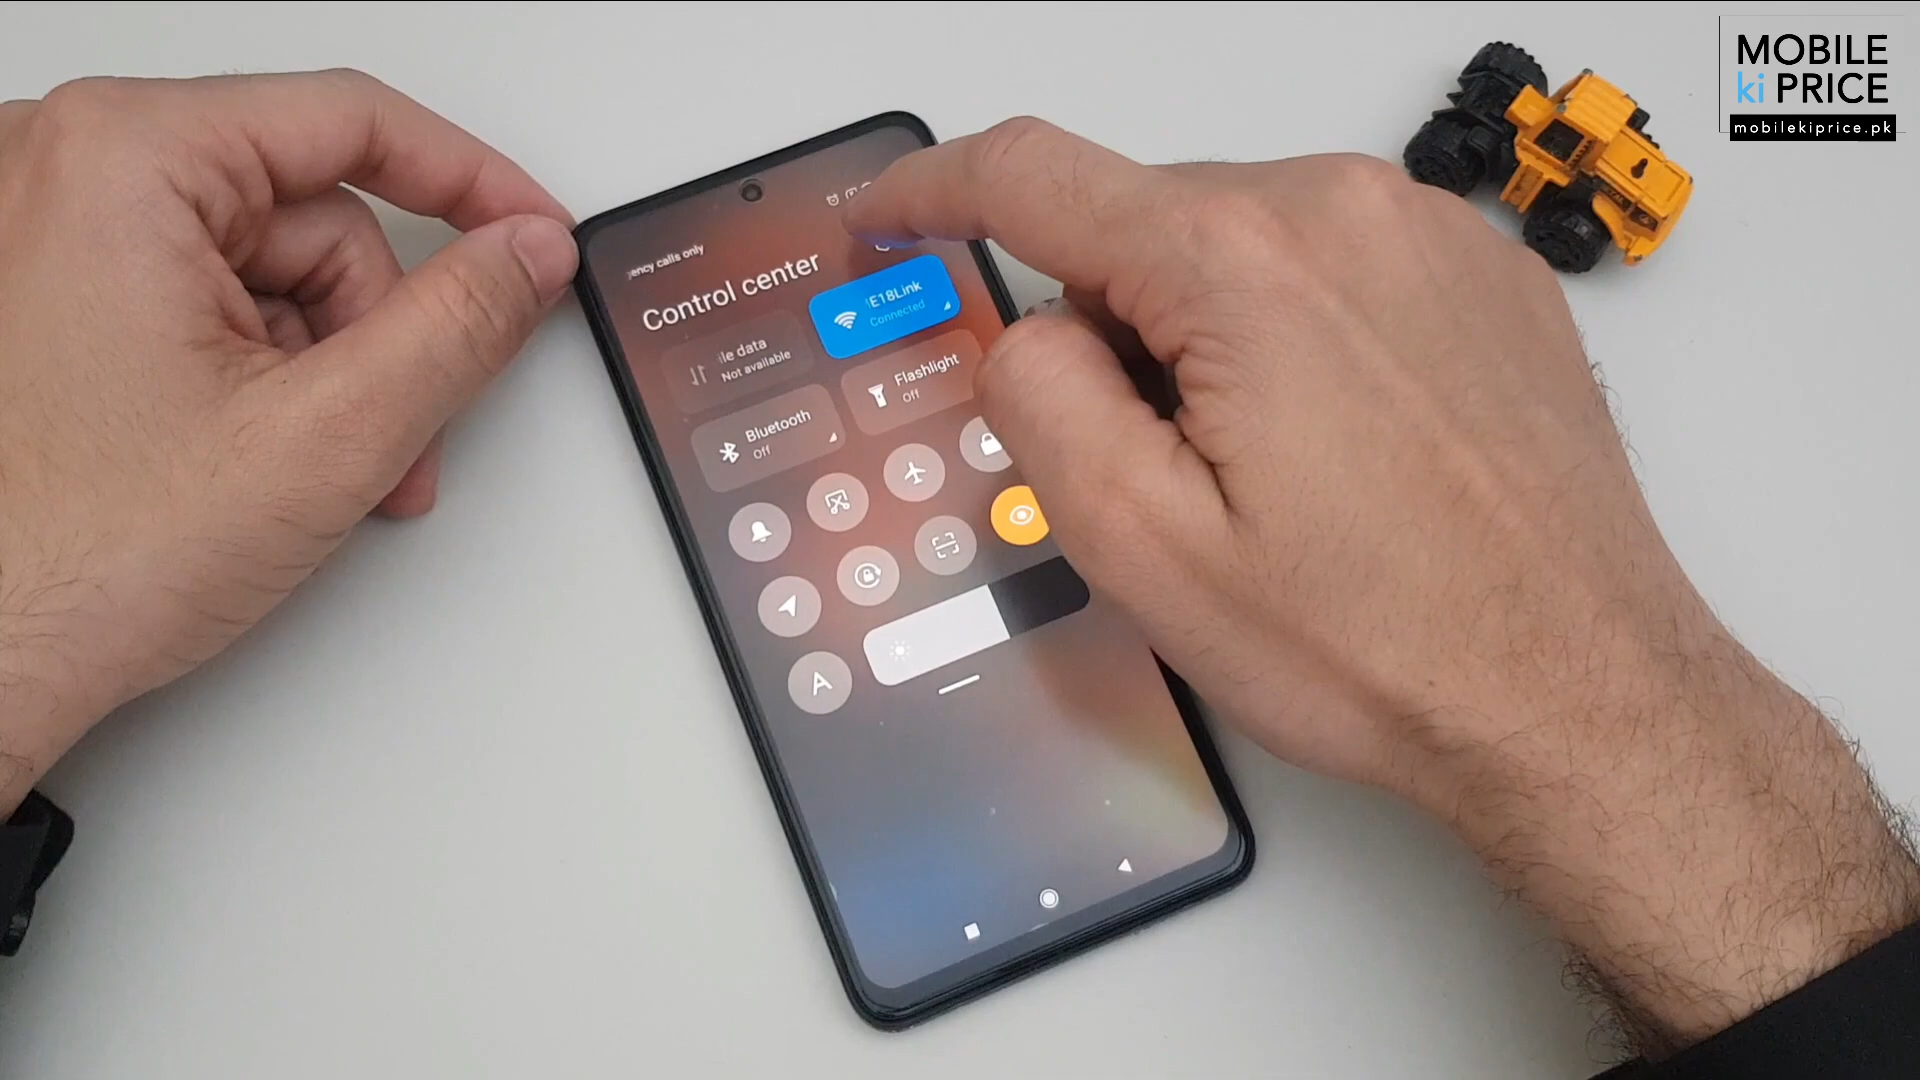 MOBILE
ki PRICE
mobilekiprice.pk
ency calls only
Control center
E18Link
Connected
le data
Not available
Flashlight
Off
Bluetooth
Off
A